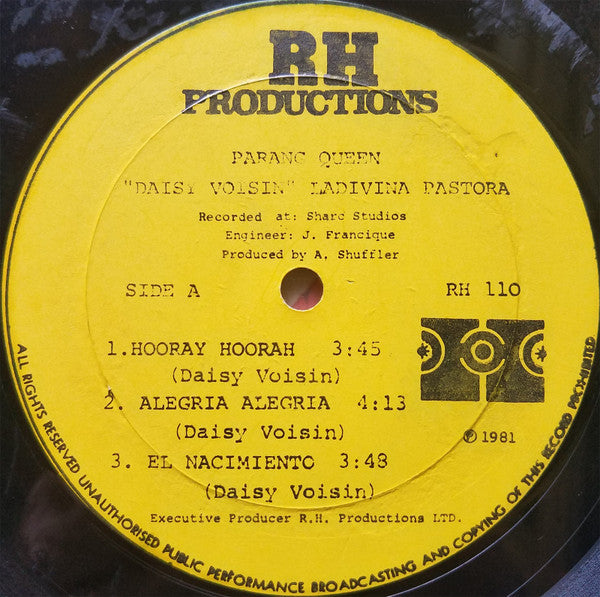 RH
PRODUCTIONS
PARANG QUEEN
"DAISY VOISIN" LADIVINA PASTORA
Recorded at: Sharc Studios
Engineer: J. Francique
Produced by A. Shuffler
SIDE A RH 110
1.HOORAY HOORAH 3:45
(Daisy Voisin)
2. ALEGRIA ALEGRIA 4:13
(Daisy Voisin)
℗ 1981
3. EL NACIMIENTO 3:48
(Daisy Voisin)
Executive Producer R.H. Productions LTD.
ALL RIGHTS RESERVED UNAUTHORISED PUBLIC PERFORMANCE BROADCASTING AND COPYING OF THIS RECORD PROHIBITED